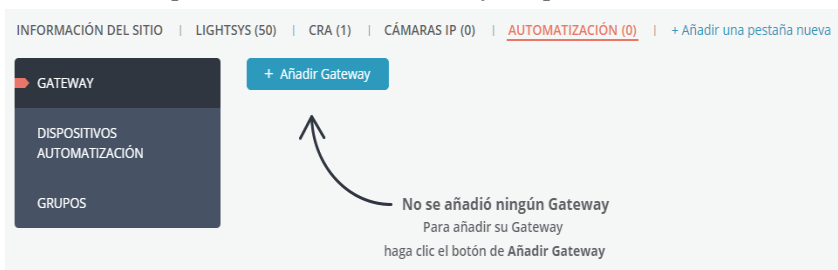 INFORMACIÓN DEL SITIO | LIGHTSYS (50) | CRA (1) | CÁMARAS IP (0) | AUTOMATIZACIÓN (0) | + Añadir una pestaña nueva
GATEWAY
+ Añadir Gateway
DISPOSITIVOS
AUTOMATIZACIÓN
GRUPOS
No se añadió ningún Gateway
Para añadir su Gateway
haga clic el botón de Añadir Gateway